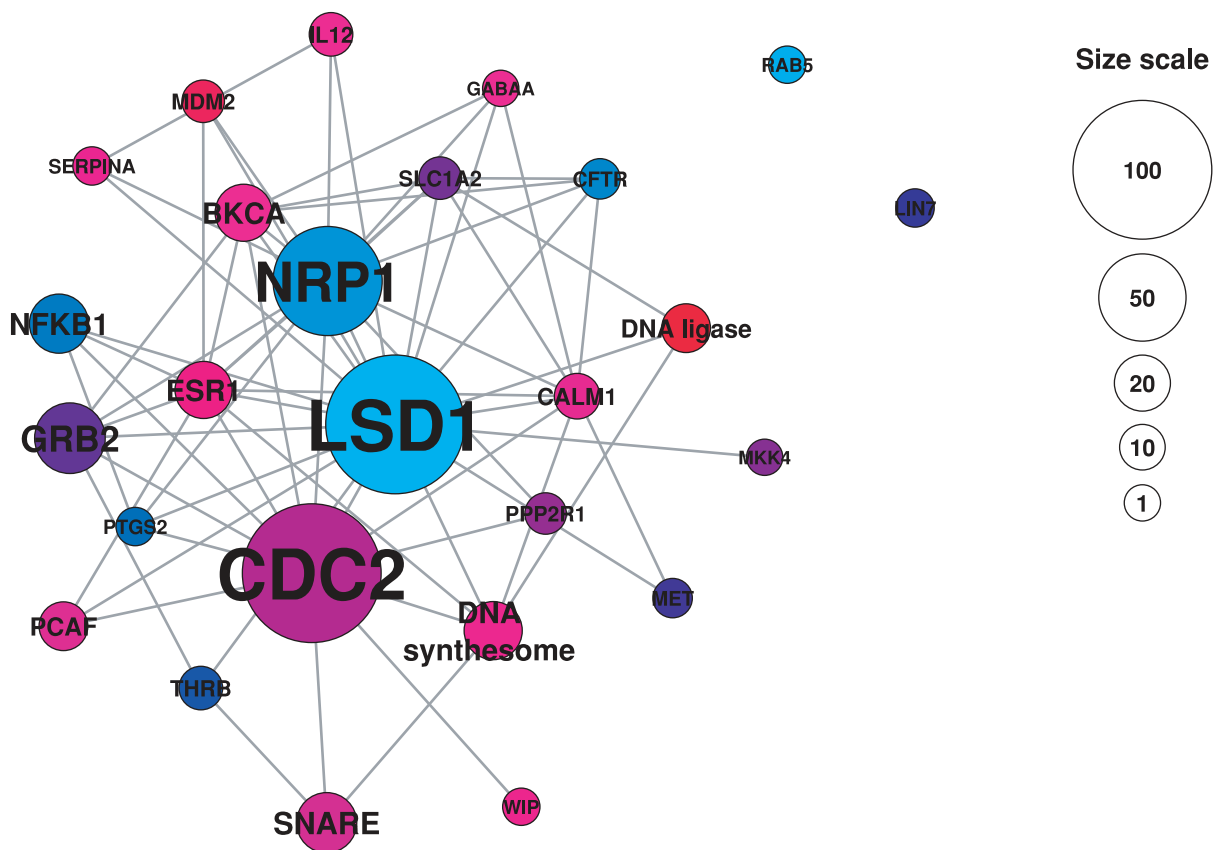 IL12
RAB5
Size scale
MDM2
GABAA
SERPINA
SLC1A2
CFTR
100
BKCA
LIN7
NRP1
50
NFKB1
DNA ligase
ESR1
CALM1
20
LSD1
GRB2
10
MKK4
PTGS2
PPP2R1
1
CDC2
MET
PCAF
DNA
synthesome
THRB
WIP
SNARE